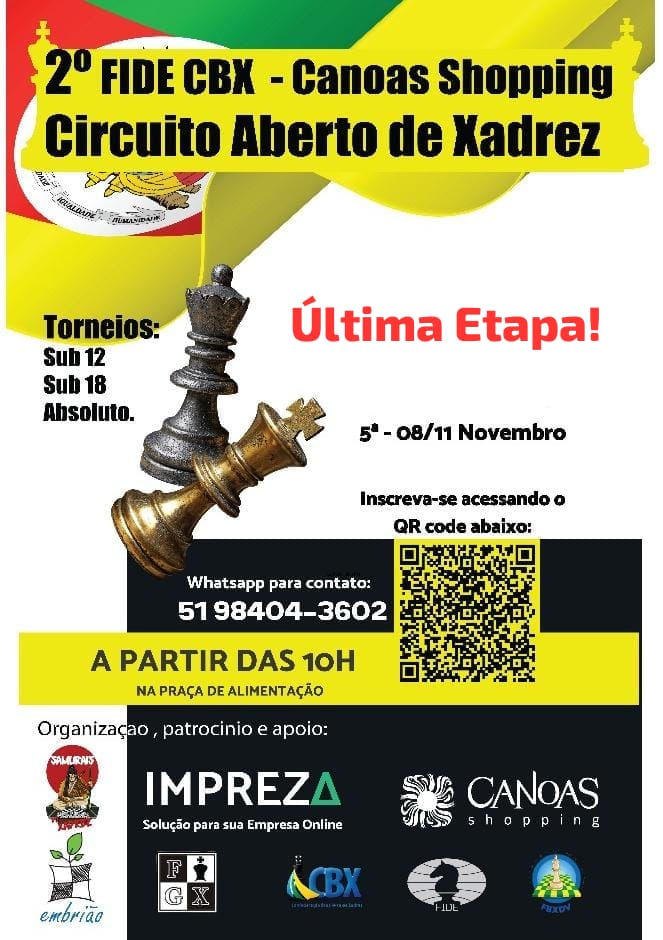 2º FIDE CBX - Canoas Shopping
Circuito Aberto de Xadrez
IGUALDADE
HUMANIDADE
Última Etapa!
Torneios:
Sub 12
Sub 18
Absoluto.
5ª - 08/11 Novembro
Inscreva-se acessando o
QR code abaixo:
Whatsapp para contato:
51 98404-3602
A PARTIR DAS 10H
NA PRAÇA DE ALIMENTAÇÃO
Organização , patrocinio e apoio:
SAMURAIS
IMPREZA
Solução para sua Empresa Online
CANOAS
shopping
embrião
F
G X
CBX
FIDE
FBXDV